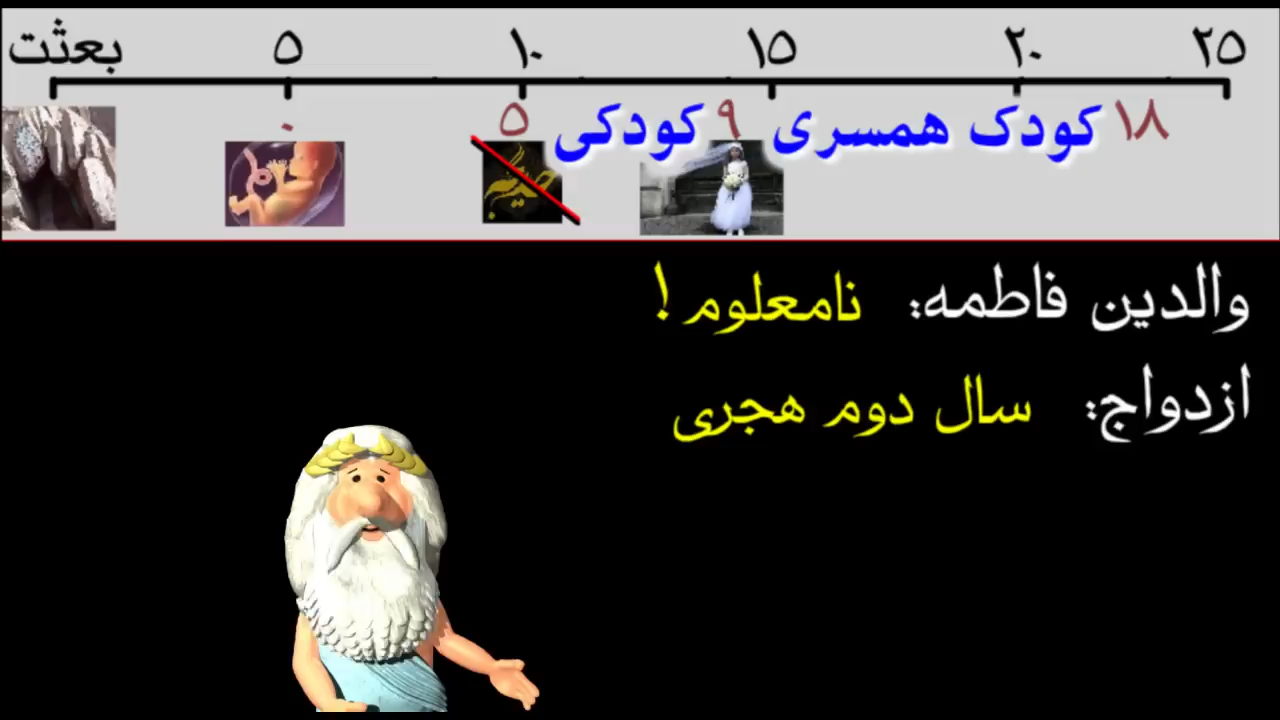 بعثت ۵ ۱۰ ۱۵ ۲۰ ۲۵
۰ ۵ کودکی ۹ کودک همسری ۱۸
خدیجه
والدین فاطمه: نامعلوم!
ازدواج: سال دوم هجری